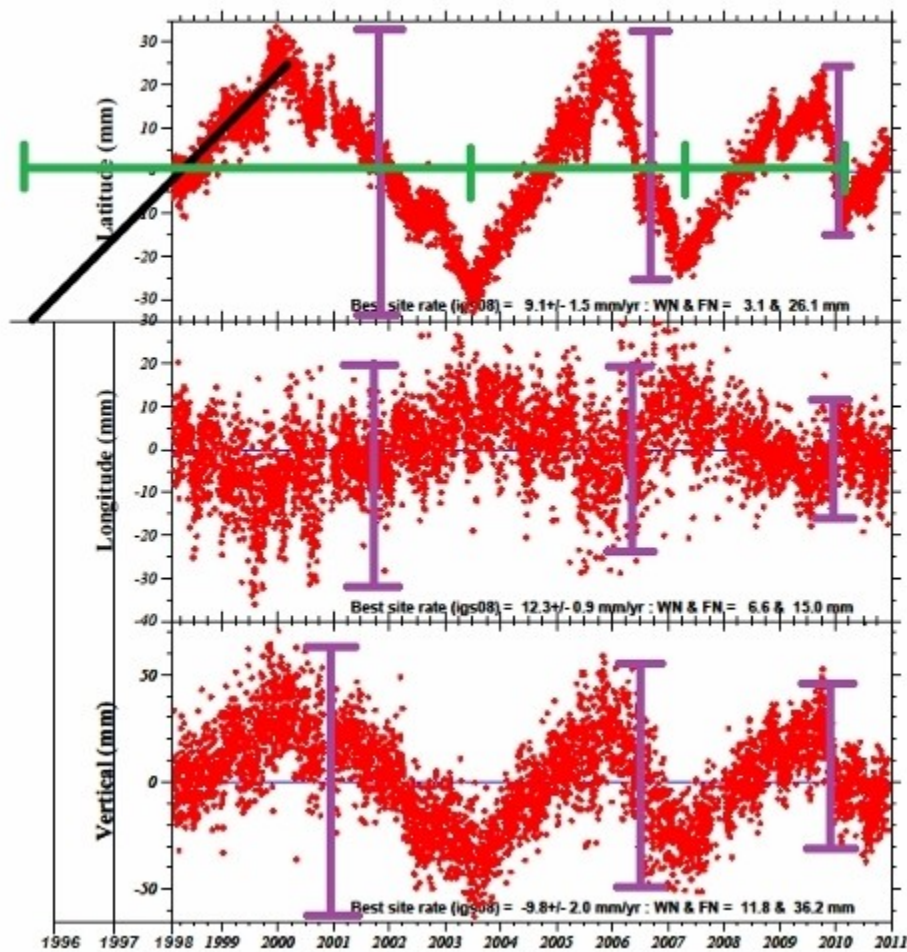 30
20
10
10
-20
-30
Latitude (mm)
Best site rate (igs08) = 9.1+/- 1.5 mm/yr : WN & FN = 3.1 & 26.1 mm
30
20
10
0
-10
-20
-30
-40
Longitude (mm)
Best site rate (igs08) = 12.3+/- 0.9 mm/yr : WN & FN, = 6.6 & 15.0 mm
50
0
-50
Vertical (mm)
Best site rate (igs08) = -9.8+/- 2.0 mm/yr : WN & FN = 11.8 & 36.2 mm
1996 1997 1998 1999 2000 2001 2002 2003 2004 2005 2006 2007 2008 2009 2010 2011